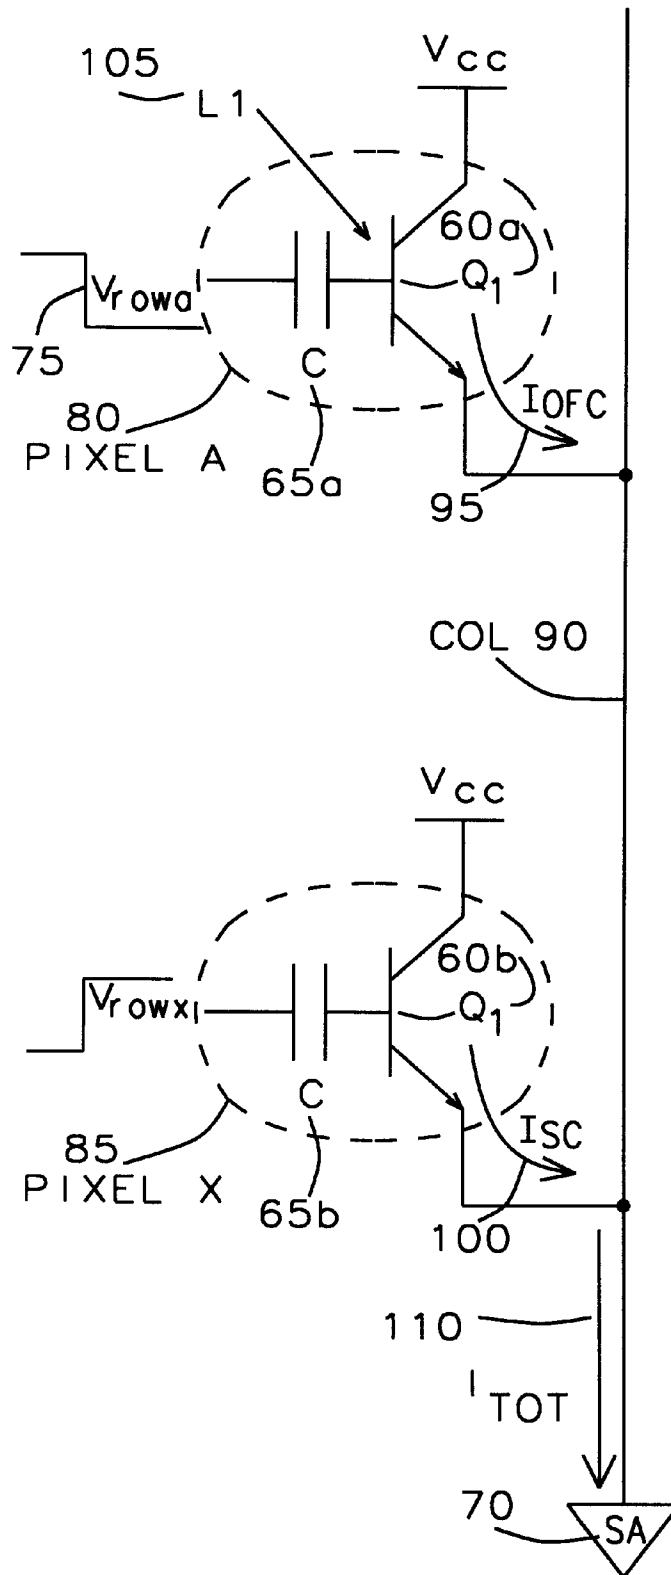 105
L1
Vcc
60a
Q1
Vrowa
75
C
IOFC
80
PIXEL A
65a
95
COL 90
Vcc
60b
Q1
Vrowx
C
ISC
85
PIXEL X
65b
100
110
ITOT
70
SA